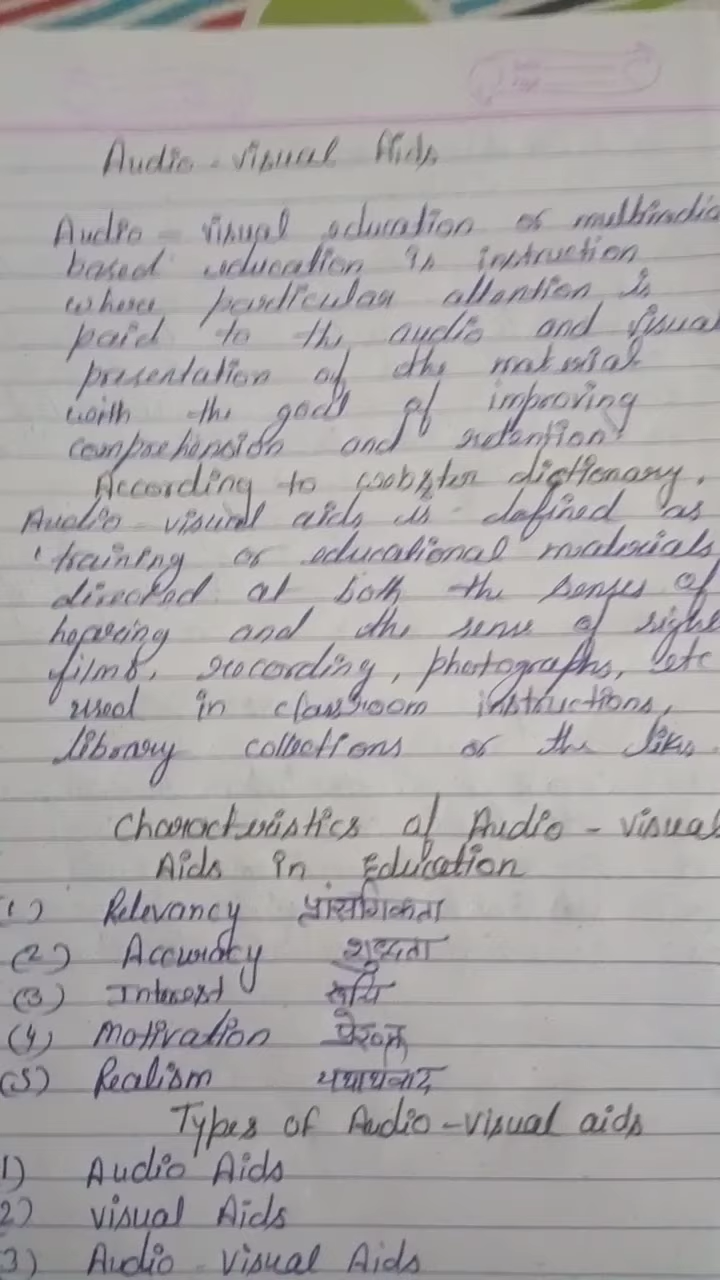 Audio - visual Aids
Audio - visual education or multimedia
based education is instruction
where particular attention is
paid to the audio and visual
presentation of the material
with the goal of improving
comprehension and retention.
According to webster dictionary.
Audio - visual aids is defined as
'training or educational materials
directed at both the senses of
hearing and the sense of sight
films, recording, photographs, etc
used in classroom instructions,
library collections or the likes.
Characteristics of Audio - visual
Aids in Education
(1) Relevancy प्रासंगिकता
(2) Accuracy शुद्धता
(3) Interest रूचि
(4) Motivation
(5) Realism यथार्थवाद
Types of Audio - visual aids
1) Audio Aids
2) visual Aids
3) Audio - visual Aids